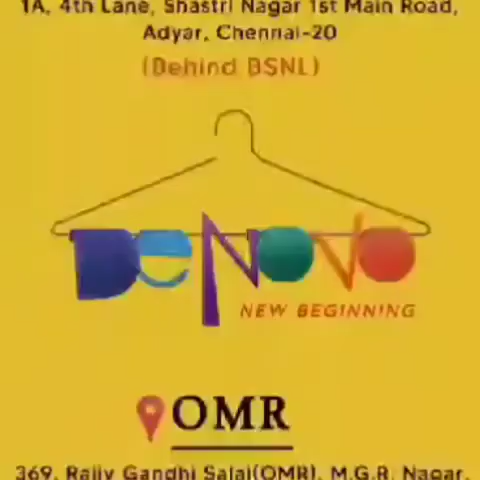 1A, 4th Lane, Shastri Nagar 1st Main Road,
Adyar, Chennai-20
(Behind BSNL)
DeNovo
NEW BEGINNING
OMR
369, Rajiv Gandhi Salai(OMR), M.G.R. Nagar,